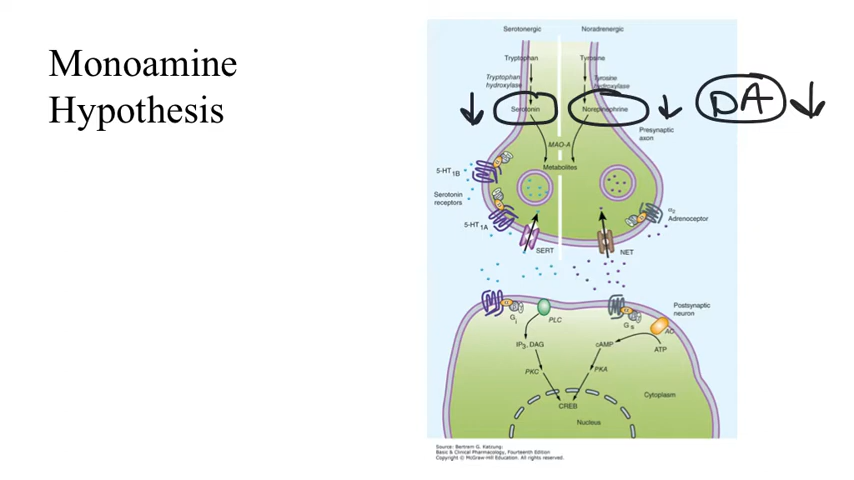 Monoamine
Hypothesis
Serotonergic
Noradrenergic
Tryptophan
Tyrosine
Tryptophan
hydroxylase
Tyrosine
hydroxylase
Serotonin
Norepinephrine
DA
Presynaptic
axon
MAO-A
Metabolites
5-HT1B
Serotonin
receptors
5-HT1A
α2
Adrenoceptor
SERT
NET
Postsynaptic
neuron
Gi
PLC
Gs
AC
IP3, DAG
cAMP
ATP
PKC
PKA
Cytoplasm
CREB
Nucleus
Source: Bertram G. Katzung:
Basic & Clinical Pharmacology, Fourteenth Edition
Copyright © McGraw-Hill Education. All rights reserved.